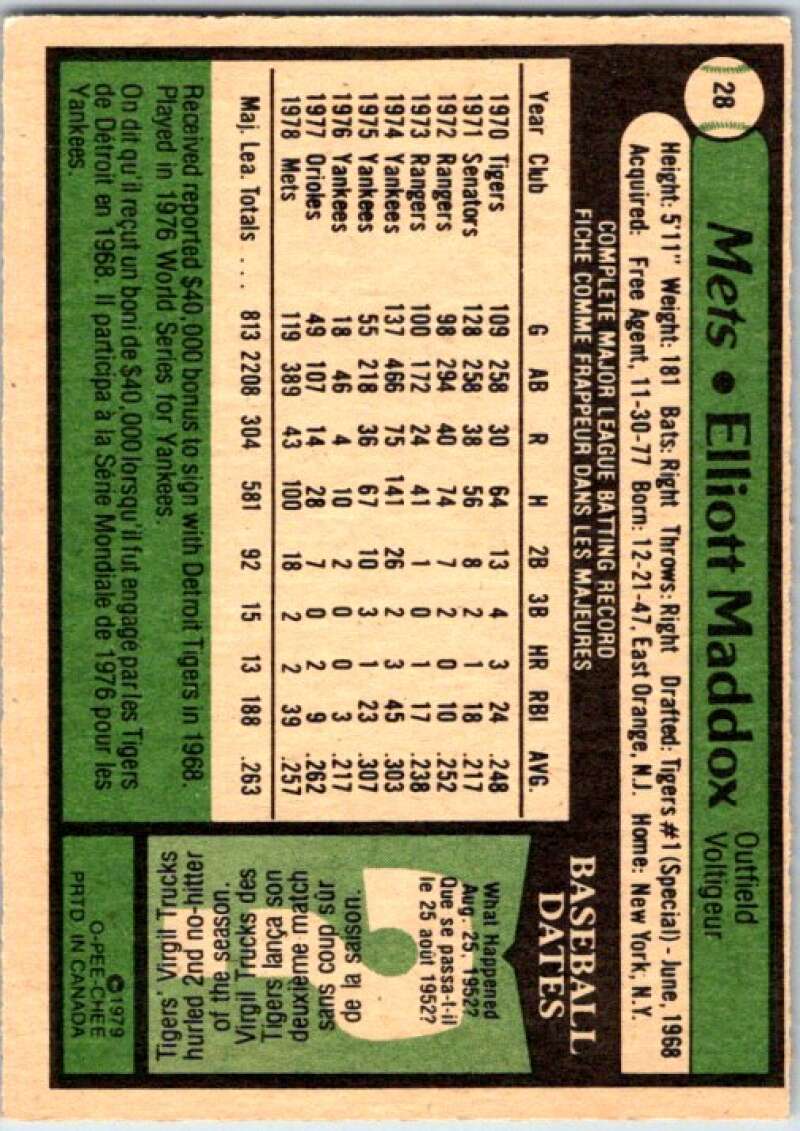 28
Mets • Elliott Maddox
Outfield
Voltigeur
Height: 5'11" Weight: 181 Bats: Right Throws: Right Drafted: Tigers #1 (Special) - June, 1968
Acquired: Free Agent, 11-30-77 Born: 12-21-47, East Orange, N.J. Home: New York, N.Y.
COMPLETE MAJOR LEAGUE BATTING RECORD
FICHE COMME FRAPPEUR DANS LES MAJEURES
Year Club G AB R H 2B 3B HR RBI AVG.
1970 Tigers 109 258 30 64 13 4 3 24 .248
1971 Senators 128 258 38 56 8 2 1 18 .217
1972 Rangers 98 294 40 74 7 2 0 10 .252
1973 Rangers 100 172 24 41 1 0 1 17 .238
1974 Yankees 137 466 75 141 26 2 3 45 .303
1975 Yankees 55 218 36 67 10 3 1 23 .307
1976 Yankees 18 46 4 10 2 0 0 3 .217
1977 Orioles 49 107 14 28 7 0 2 9 .262
1978 Mets 119 389 43 100 18 2 2 39 .257
Maj. Lea. Totals . . . 813 2208 304 581 92 15 13 188 .263
Received reported $40,000 bonus to sign with Detroit Tigers in 1968.
Played in 1976 World Series for Yankees.
On dit qu'il reçut un boni de $40,000 lorsqu'il fut engagé par les Tigers
de Détroit en 1968. Il participa à la Série Mondiale de 1976 pour les
Yankees.
BASEBALL
DATES
What Happened
Aug. 25, 1952?
Que se passa-t-il
le 25 août 1952?
Tigers' Virgil Trucks
hurled 2nd no-hitter
of the season.
Virgil Trucks des
Tigers lança son
deuxième match
sans coup sûr
de la saison.
©1979
O-PEE-CHEE
PRTD IN CANADA